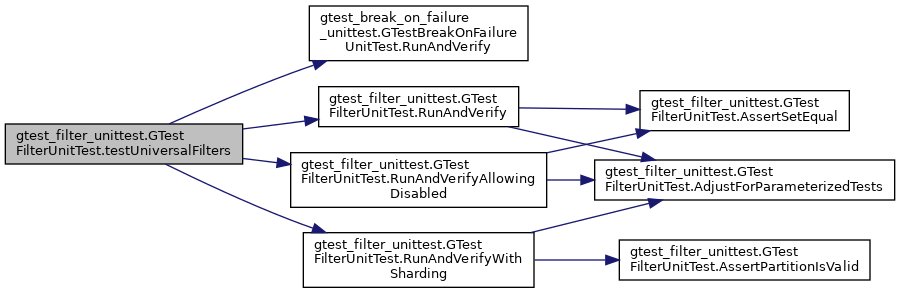 gtest_break_on_failure
_unittest.GTestBreakOnFailure
UnitTest.RunAndVerify
gtest_filter_unittest.GTest
FilterUnitTest.testUniversalFilters
gtest_filter_unittest.GTest
FilterUnitTest.RunAndVerify
gtest_filter_unittest.GTest
FilterUnitTest.RunAndVerifyAllowing
Disabled
gtest_filter_unittest.GTest
FilterUnitTest.RunAndVerifyWith
Sharding
gtest_filter_unittest.GTest
FilterUnitTest.AssertSetEqual
gtest_filter_unittest.GTest
FilterUnitTest.AdjustForParameterizedTests
gtest_filter_unittest.GTest
FilterUnitTest.AssertPartitionIsValid